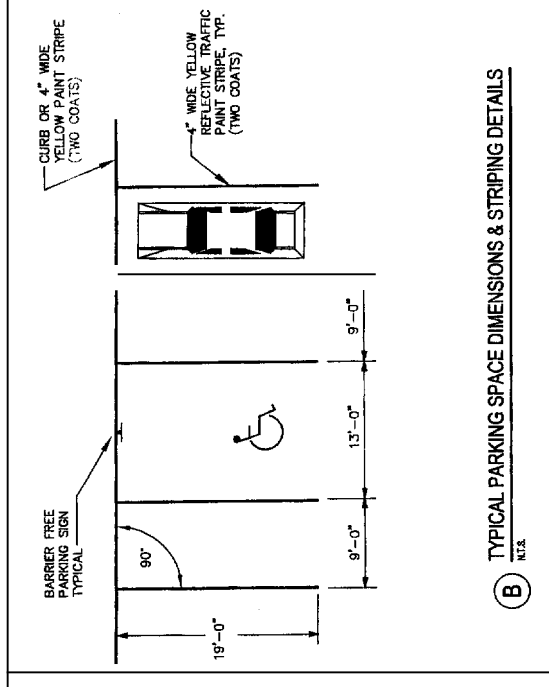 CURB OR 4" WIDE
YELLOW PAINT STRIPE
(TWO COATS)
4" WIDE YELLOW
REFLECTIVE TRAFFIC
PAINT STRIPE, TYP.
(TWO COATS)
BARRIER FREE
PARKING SIGN
TYPICAL
90°
19'-0"
9'-0"
13'-0"
9'-0"
B TYPICAL PARKING SPACE DIMENSIONS & STRIPING DETAILS
N.T.S.